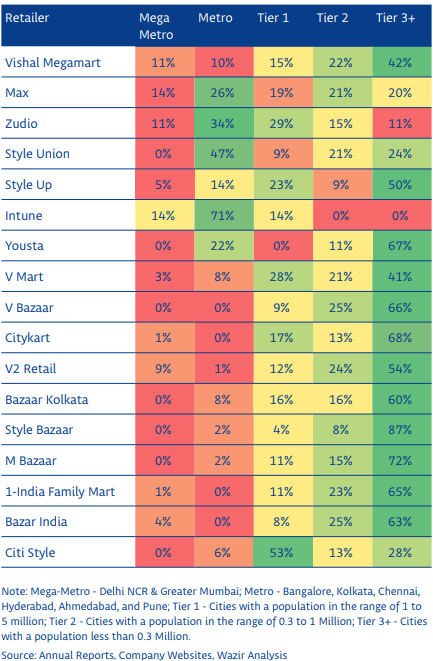 Retailer Mega Metro Metro Tier 1 Tier 2 Tier 3+
Vishal Megamart 11% 10% 15% 22% 42%
Max 14% 26% 19% 21% 20%
Zudio 11% 34% 29% 15% 11%
Style Union 0% 47% 9% 21% 24%
Style Up 5% 14% 23% 9% 50%
Intune 14% 71% 14% 0% 0%
Yousta 0% 22% 0% 11% 67%
V Mart 3% 8% 28% 21% 41%
V Bazaar 0% 0% 9% 25% 66%
Citykart 1% 0% 17% 13% 68%
V2 Retail 9% 1% 12% 24% 54%
Bazaar Kolkata 0% 8% 16% 16% 60%
Style Bazaar 0% 2% 4% 8% 87%
M Bazaar 0% 2% 11% 15% 72%
1-India Family Mart 1% 0% 11% 23% 65%
Bazar India 4% 0% 8% 25% 63%
Citi Style 0% 6% 53% 13% 28%
Note: Mega-Metro - Delhi NCR & Greater Mumbai; Metro - Bangalore, Kolkata, Chennai,
Hyderabad, Ahmedabad, and Pune; Tier 1 - Cities with a population in the range of 1 to
5 million; Tier 2 - Cities with a population in the range of 0.3 to 1 Million; Tier 3+ - Cities
with a population less than 0.3 Million.
Source: Annual Reports, Company Websites, Wazir Analysis